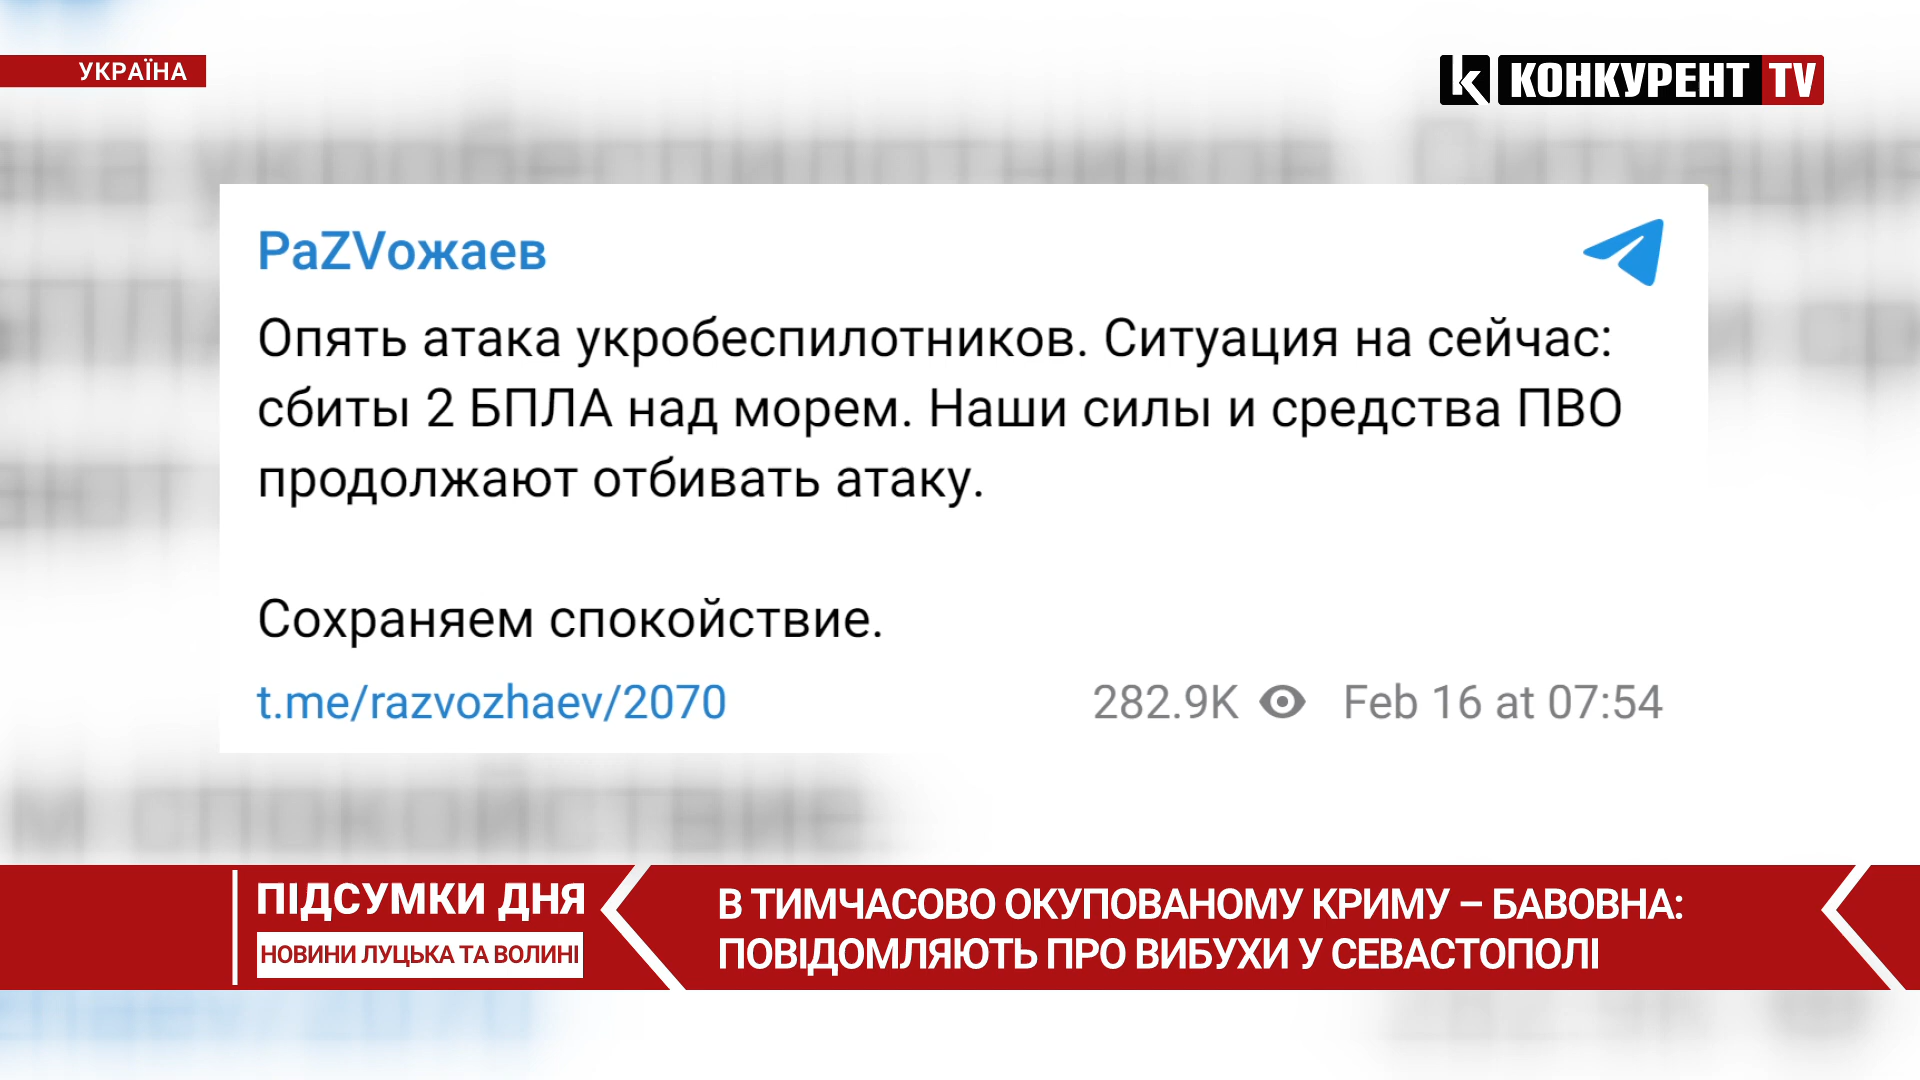 УКРАЇНА
k КОНКУРЕНТ TV
РаZVожаев
Опять атака укробеспилотников. Ситуация на сейчас:
сбиты 2 БПЛА над морем. Наши силы и средства ПВО
продолжают отбивать атаку.
Сохраняем спокойствие.
t.me/razvozhaev/2070
282.9K Feb 16 at 07:54
ПІДСУМКИ ДНЯ
НОВИНИ ЛУЦЬКА ТА ВОЛИНІ
В ТИМЧАСОВО ОКУПОВАНОМУ КРИМУ – БАВОВНА:
ПОВІДОМЛЯЮТЬ ПРО ВИБУХИ У СЕВАСТОПОЛІ